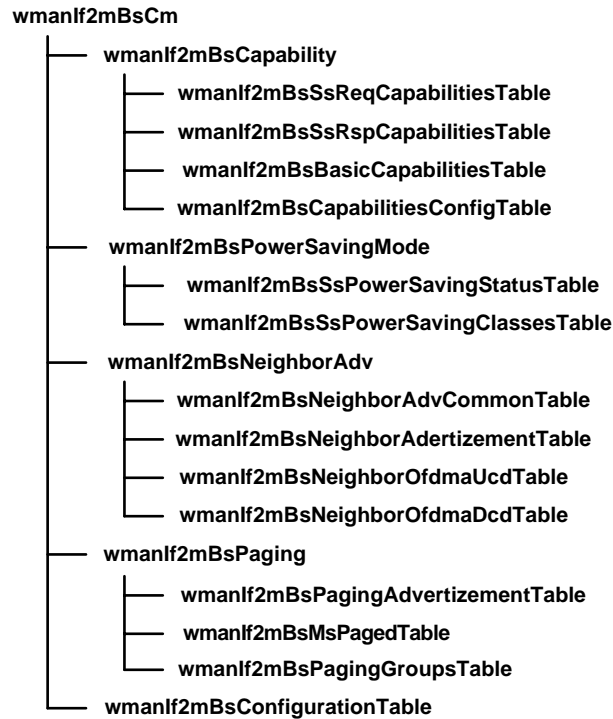 wmanIf2mBsCm
wmanIf2mBsCapability
wmanIf2mBsSsReqCapabilitiesTable
wmanIf2mBsSsRspCapabilitiesTable
wmanIf2mBsBasicCapabilitiesTable
wmanIf2mBsCapabilitiesConfigTable
wmanIf2mBsPowerSavingMode
wmanIf2mBsSsPowerSavingStatusTable
wmanIf2mBsSsPowerSavingClassesTable
wmanIf2mBsNeighborAdv
wmanIf2mBsNeighborAdvCommonTable
wmanIf2mBsNeighborAdertizementTable
wmanIf2mBsNeighborOfdmaUcdTable
wmanIf2mBsNeighborOfdmaDcdTable
wmanIf2mBsPaging
wmanIf2mBsPagingAdvertizementTable
wmanIf2mBsMsPagedTable
wmanIf2mBsPagingGroupsTable
wmanIf2mBsConfigurationTable